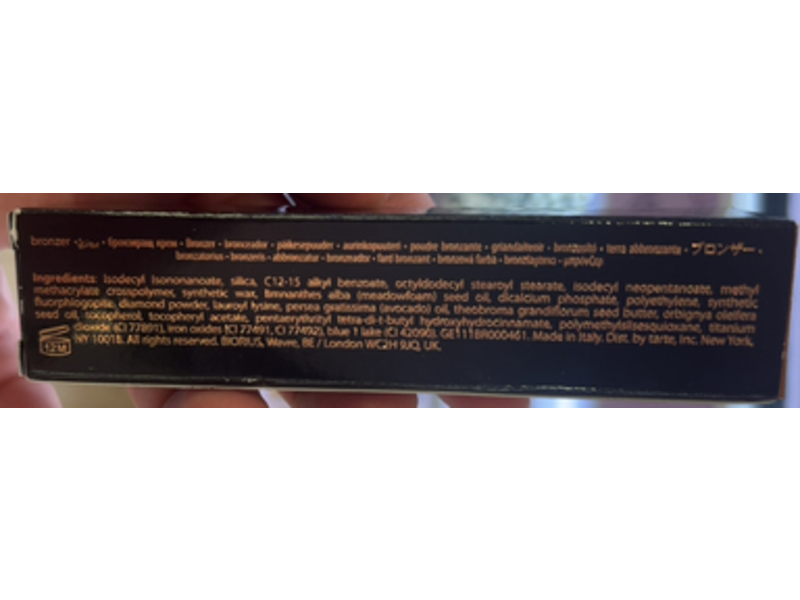 bronzer · бронзираща крем · bronzer · bronceador · päikesepuuder · aurinkopuuteri · poudre bronzante · bronzosító · terra abbronzante · ブロンザー ·
bronzer · bronzeador · fard bronzant · bronzová farba
Ingredients: Isodecyl isononanoate, silica, C12-15 alkyl benzoate, octyldodecyl stearoyl stearate, isodecyl neopentanoate, methyl
methacrylate crosspolymer, synthetic wax, limnanthes alba (meadowfoam) seed oil, dicalcium phosphate, polyethylene, synthetic
fluorphlogopite, diamond powder, lauroyl lysine, persea gratissima (avocado) oil, theobroma grandiflorum seed butter, orbignya oleifera
seed oil, tocopherol, tocopheryl acetate, pentaerythrityl tetra-di-t-butyl hydroxyhydrocinnamate, polymethylsilsesquioxane, titanium
dioxide (CI 77891), iron oxides (CI 77491, CI 77492), blue 1 lake (CI 42090). GE111BR000461. Made in Italy. Dist. by tarte, inc. New York,
NY 10018. All rights reserved. BIORIUS, Wavre, BE / London WC2H 9JQ, UK.
12 M